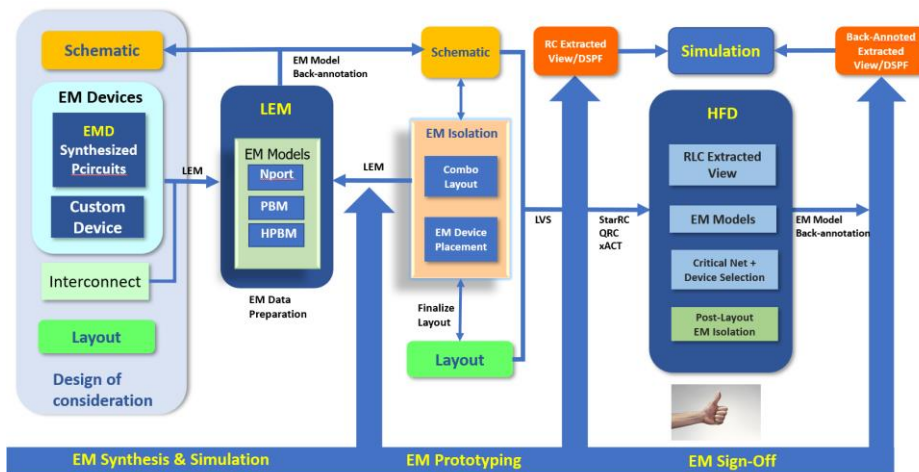 Schematic
EM Devices
EMD
Synthesized
Pcircuits
Custom
Device
Interconnect
Layout
Design of
consideration
LEM
EM Model
Back-annotation
LEM
EM Models
Nport
PBM
HPBM
EM Data
Preparation
LEM
Schematic
EM Isolation
Combo
Layout
EM Device
Placement
Finalize
Layout
Layout
LVS
RC Extracted
View/DSPF
StarRC
QRC
xACT
Simulation
HFD
RLC Extracted
View
EM Models
Critical Net +
Device Selection
Post-Layout
EM Isolation
Back-Annoted
Extracted
View/DSPF
EM Model
Back-annotation
EM Synthesis & Simulation
EM Prototyping
EM Sign-Off